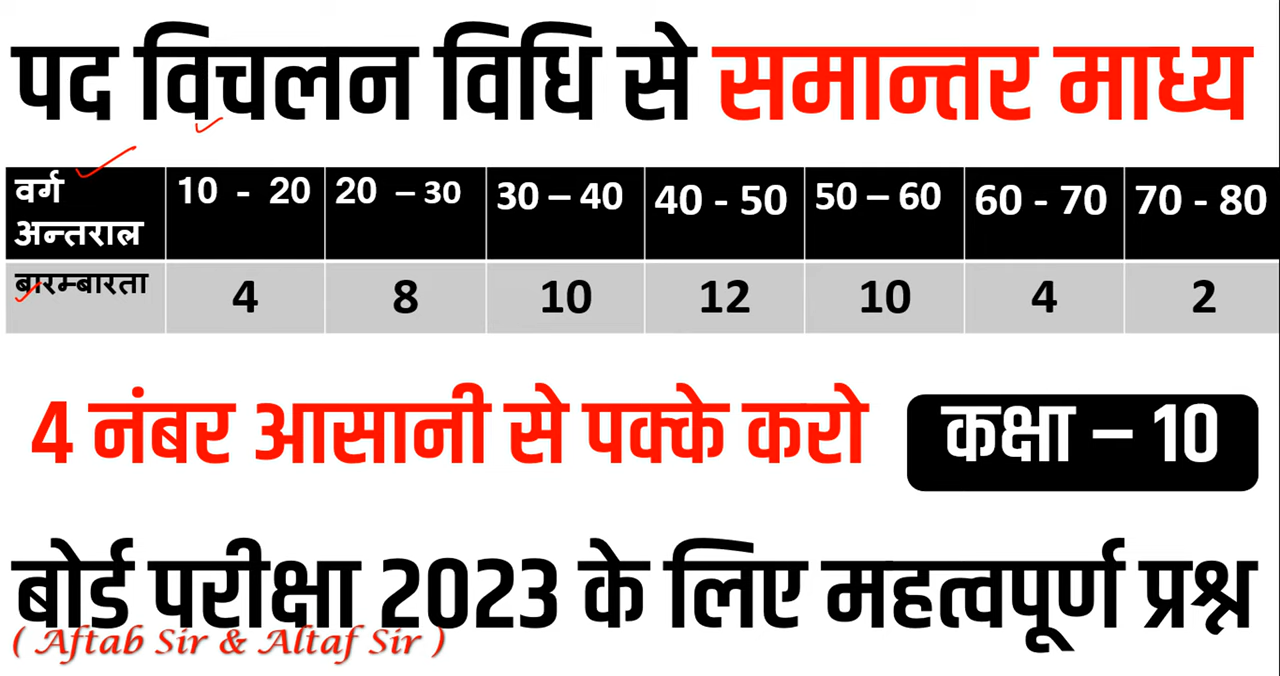 पद विचलन विधि से समान्तर माध्य
वर्ग अन्तराल 10 - 20 20 – 30 30 – 40 40 - 50 50 – 60 60 - 70 70 - 80
बारम्बारता 4 8 10 12 10 4 2
4 नंबर आसानी से पक्के करो कक्षा – 10
बोर्ड परीक्षा 2023 के लिए महत्वपूर्ण प्रश्न
( Aftab Sir & Altaf Sir )